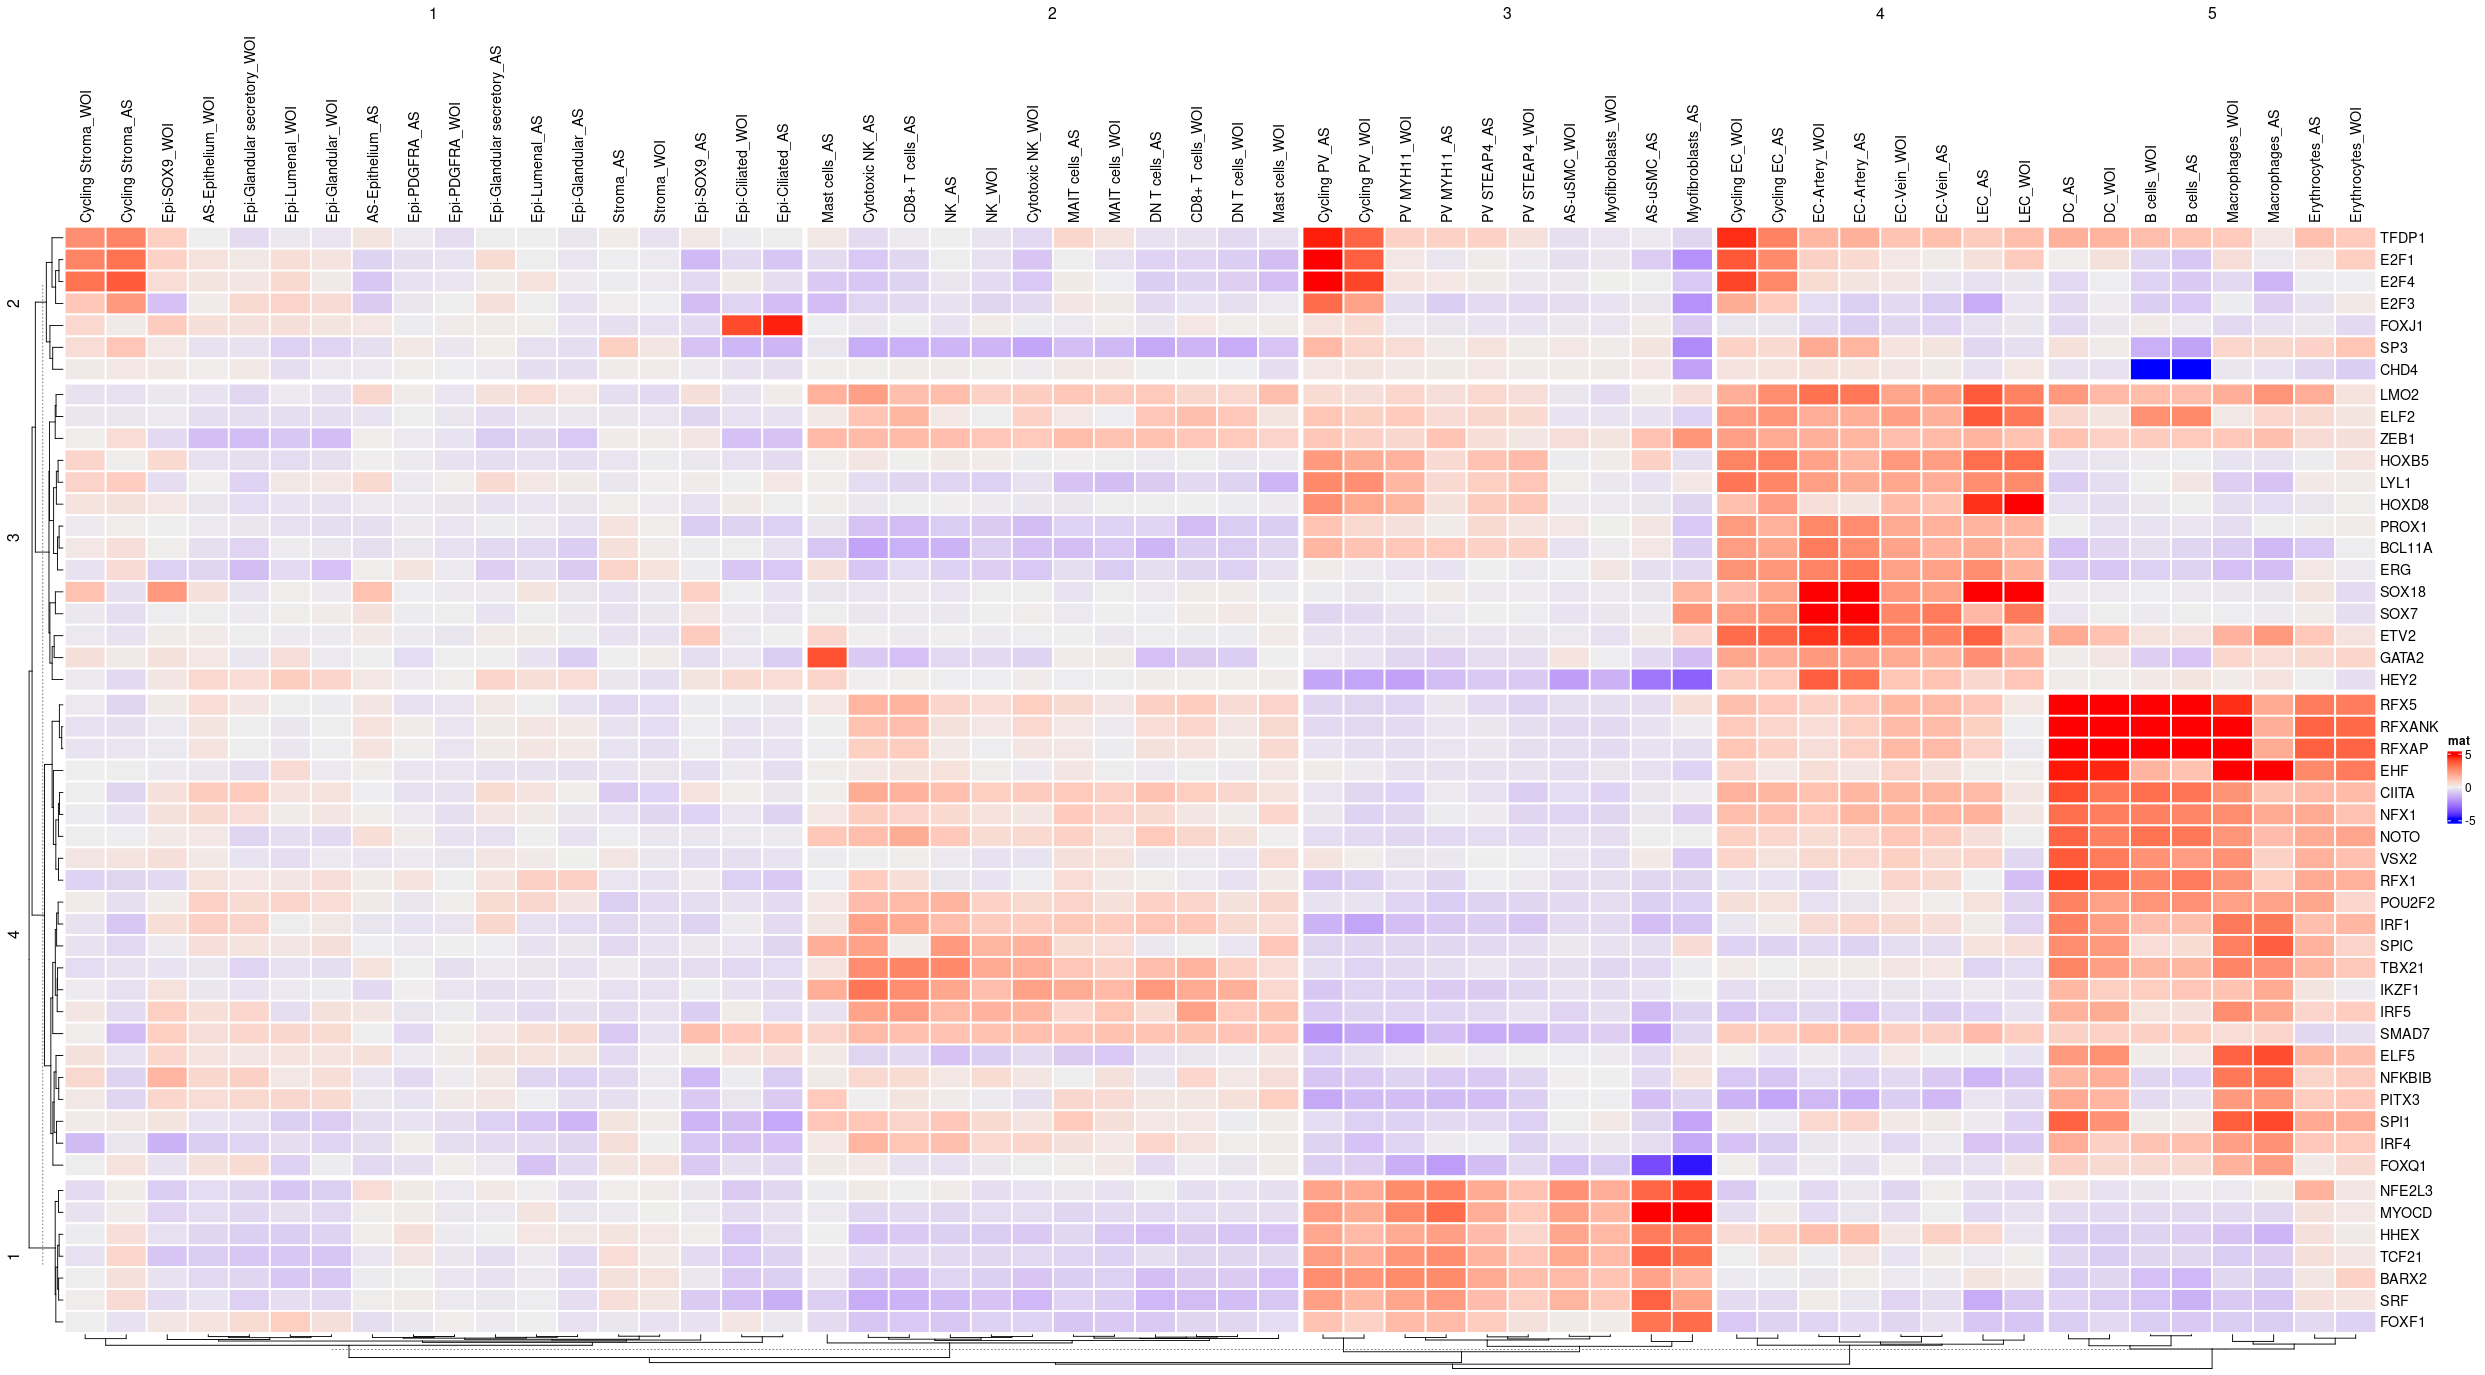 1 2 3 4 5
Cycling Stroma_WOI
Cycling Stroma_AS
Epi-SOX9_WOI
AS-Epithelium_WOI
Epi-Glandular secretory_WOI
Epi-Lumenal_WOI
Epi-Glandular_WOI
AS-Epithelium_AS
Epi-PDGFRA_AS
Epi-PDGFRA_WOI
Epi-Glandular secretory_AS
Epi-Lumenal_AS
Epi-Glandular_AS
Stroma_AS
Stroma_WOI
Epi-SOX9_AS
Epi-Ciliated_WOI
Epi-Ciliated_AS
Mast cells_AS
Cytotoxic NK_AS
CD8+ T cells_AS
NK_AS
NK_WOI
Cytotoxic NK_WOI
MAIT cells_AS
MAIT cells_WOI
DN T cells_AS
CD8+ T cells_WOI
DN T cells_WOI
Mast cells_WOI
Cycling PV_AS
Cycling PV_WOI
PV MYH11_WOI
PV MYH11_AS
PV STEAP4_AS
PV STEAP4_WOI
AS-uSMC_WOI
Myofibroblasts_WOI
AS-uSMC_AS
Myofibroblasts_AS
Cycling EC_WOI
Cycling EC_AS
EC-Artery_WOI
EC-Artery_AS
EC-Vein_WOI
EC-Vein_AS
LEC_AS
LEC_WOI
DC_AS
DC_WOI
B cells_WOI
B cells_AS
Macrophages_WOI
Macrophages_AS
Erythrocytes_AS
Erythrocytes_WOI
2
TFDP1
E2F1
E2F4
E2F3
FOXJ1
SP3
CHD4
3
LMO2
ELF2
ZEB1
HOXB5
LYL1
HOXD8
PROX1
BCL11A
ERG
SOX18
SOX7
ETV2
GATA2
HEY2
4
RFX5
RFXANK
RFXAP
EHF
CIITA
NFX1
NOTO
VSX2
RFX1
POU2F2
IRF1
SPIC
TBX21
IKZF1
IRF5
SMAD7
ELF5
NFKBIB
PITX3
SPI1
IRF4
FOXQ1
1
NFE2L3
MYOCD
HHEX
TCF21
BARX2
SRF
FOXF1
mat
5
0
-5